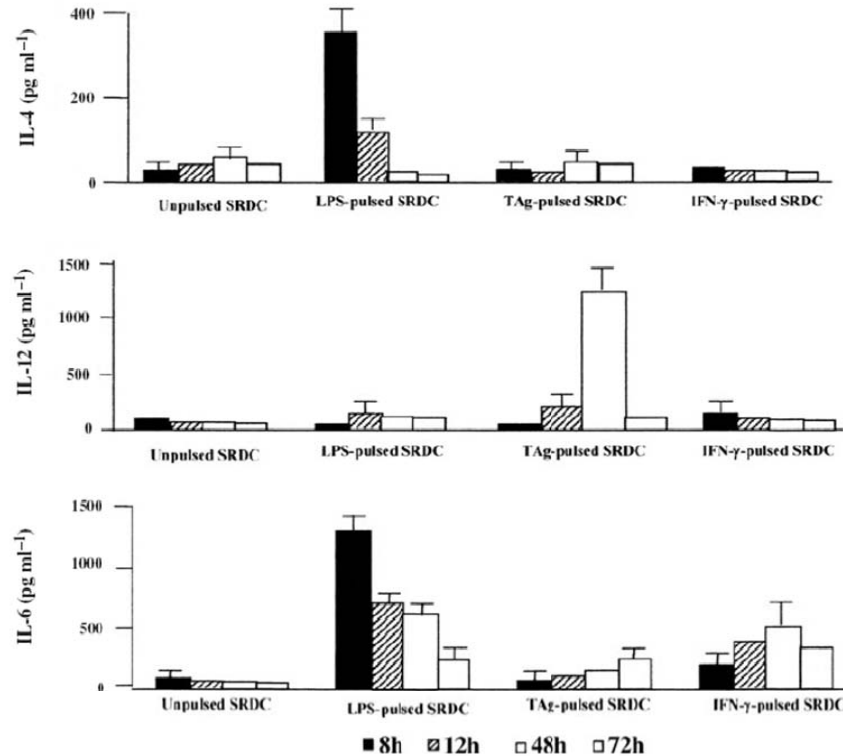 400
200
0
IL-4 (pg ml⁻¹)
Unpulsed SRDC LPS-pulsed SRDC TAg-pulsed SRDC IFN-γ-pulsed SRDC
1500
1000
500
0
IL-12 (pg ml⁻¹)
Unpulsed SRDC LPS-pulsed SRDC TAg-pulsed SRDC IFN-γ-pulsed SRDC
1500
1000
500
0
IL-6 (pg ml⁻¹)
Unpulsed SRDC LPS-pulsed SRDC TAg-pulsed SRDC IFN-γ-pulsed SRDC
8h 12h 48h 72h